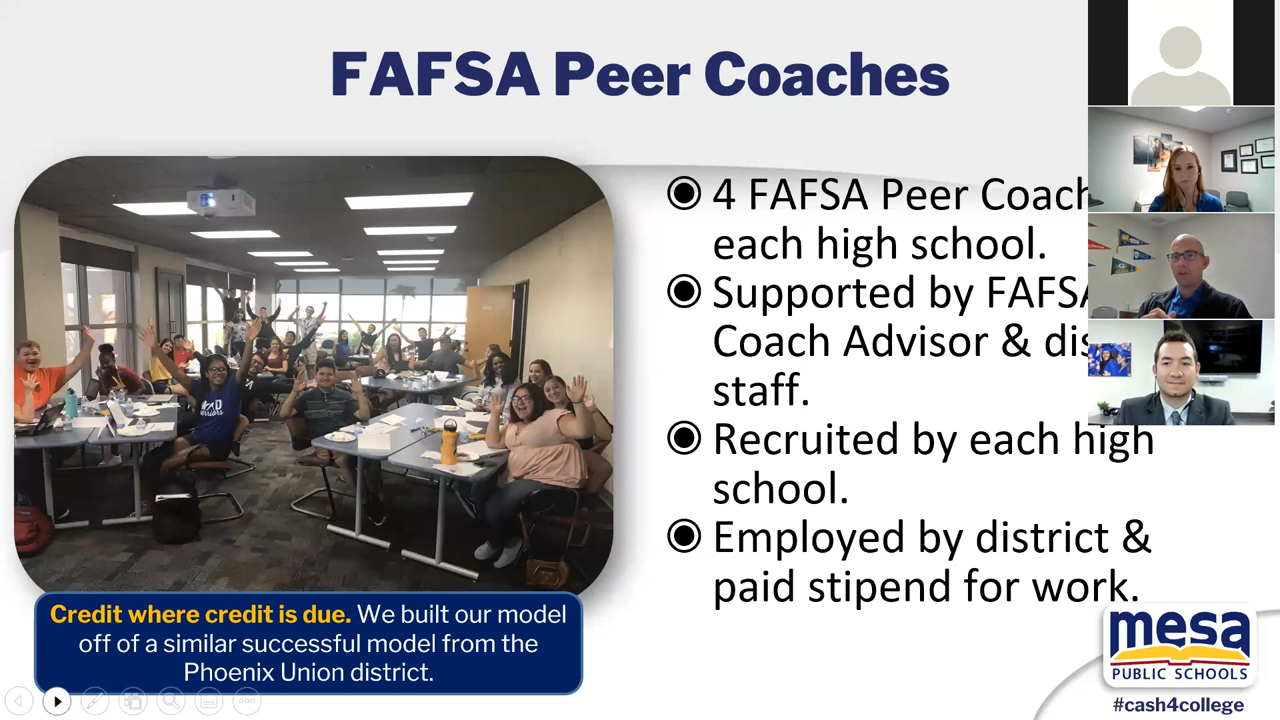 FAFSA Peer Coaches
4 FAFSA Peer Coach
each high school.
Supported by FAFSA
Coach Advisor & dis
staff.
Recruited by each high
school.
Employed by district &
paid stipend for work.
Credit where credit is due. We built our model
off of a similar successful model from the
Phoenix Union district.
mesa
PUBLIC SCHOOLS
#cash4college